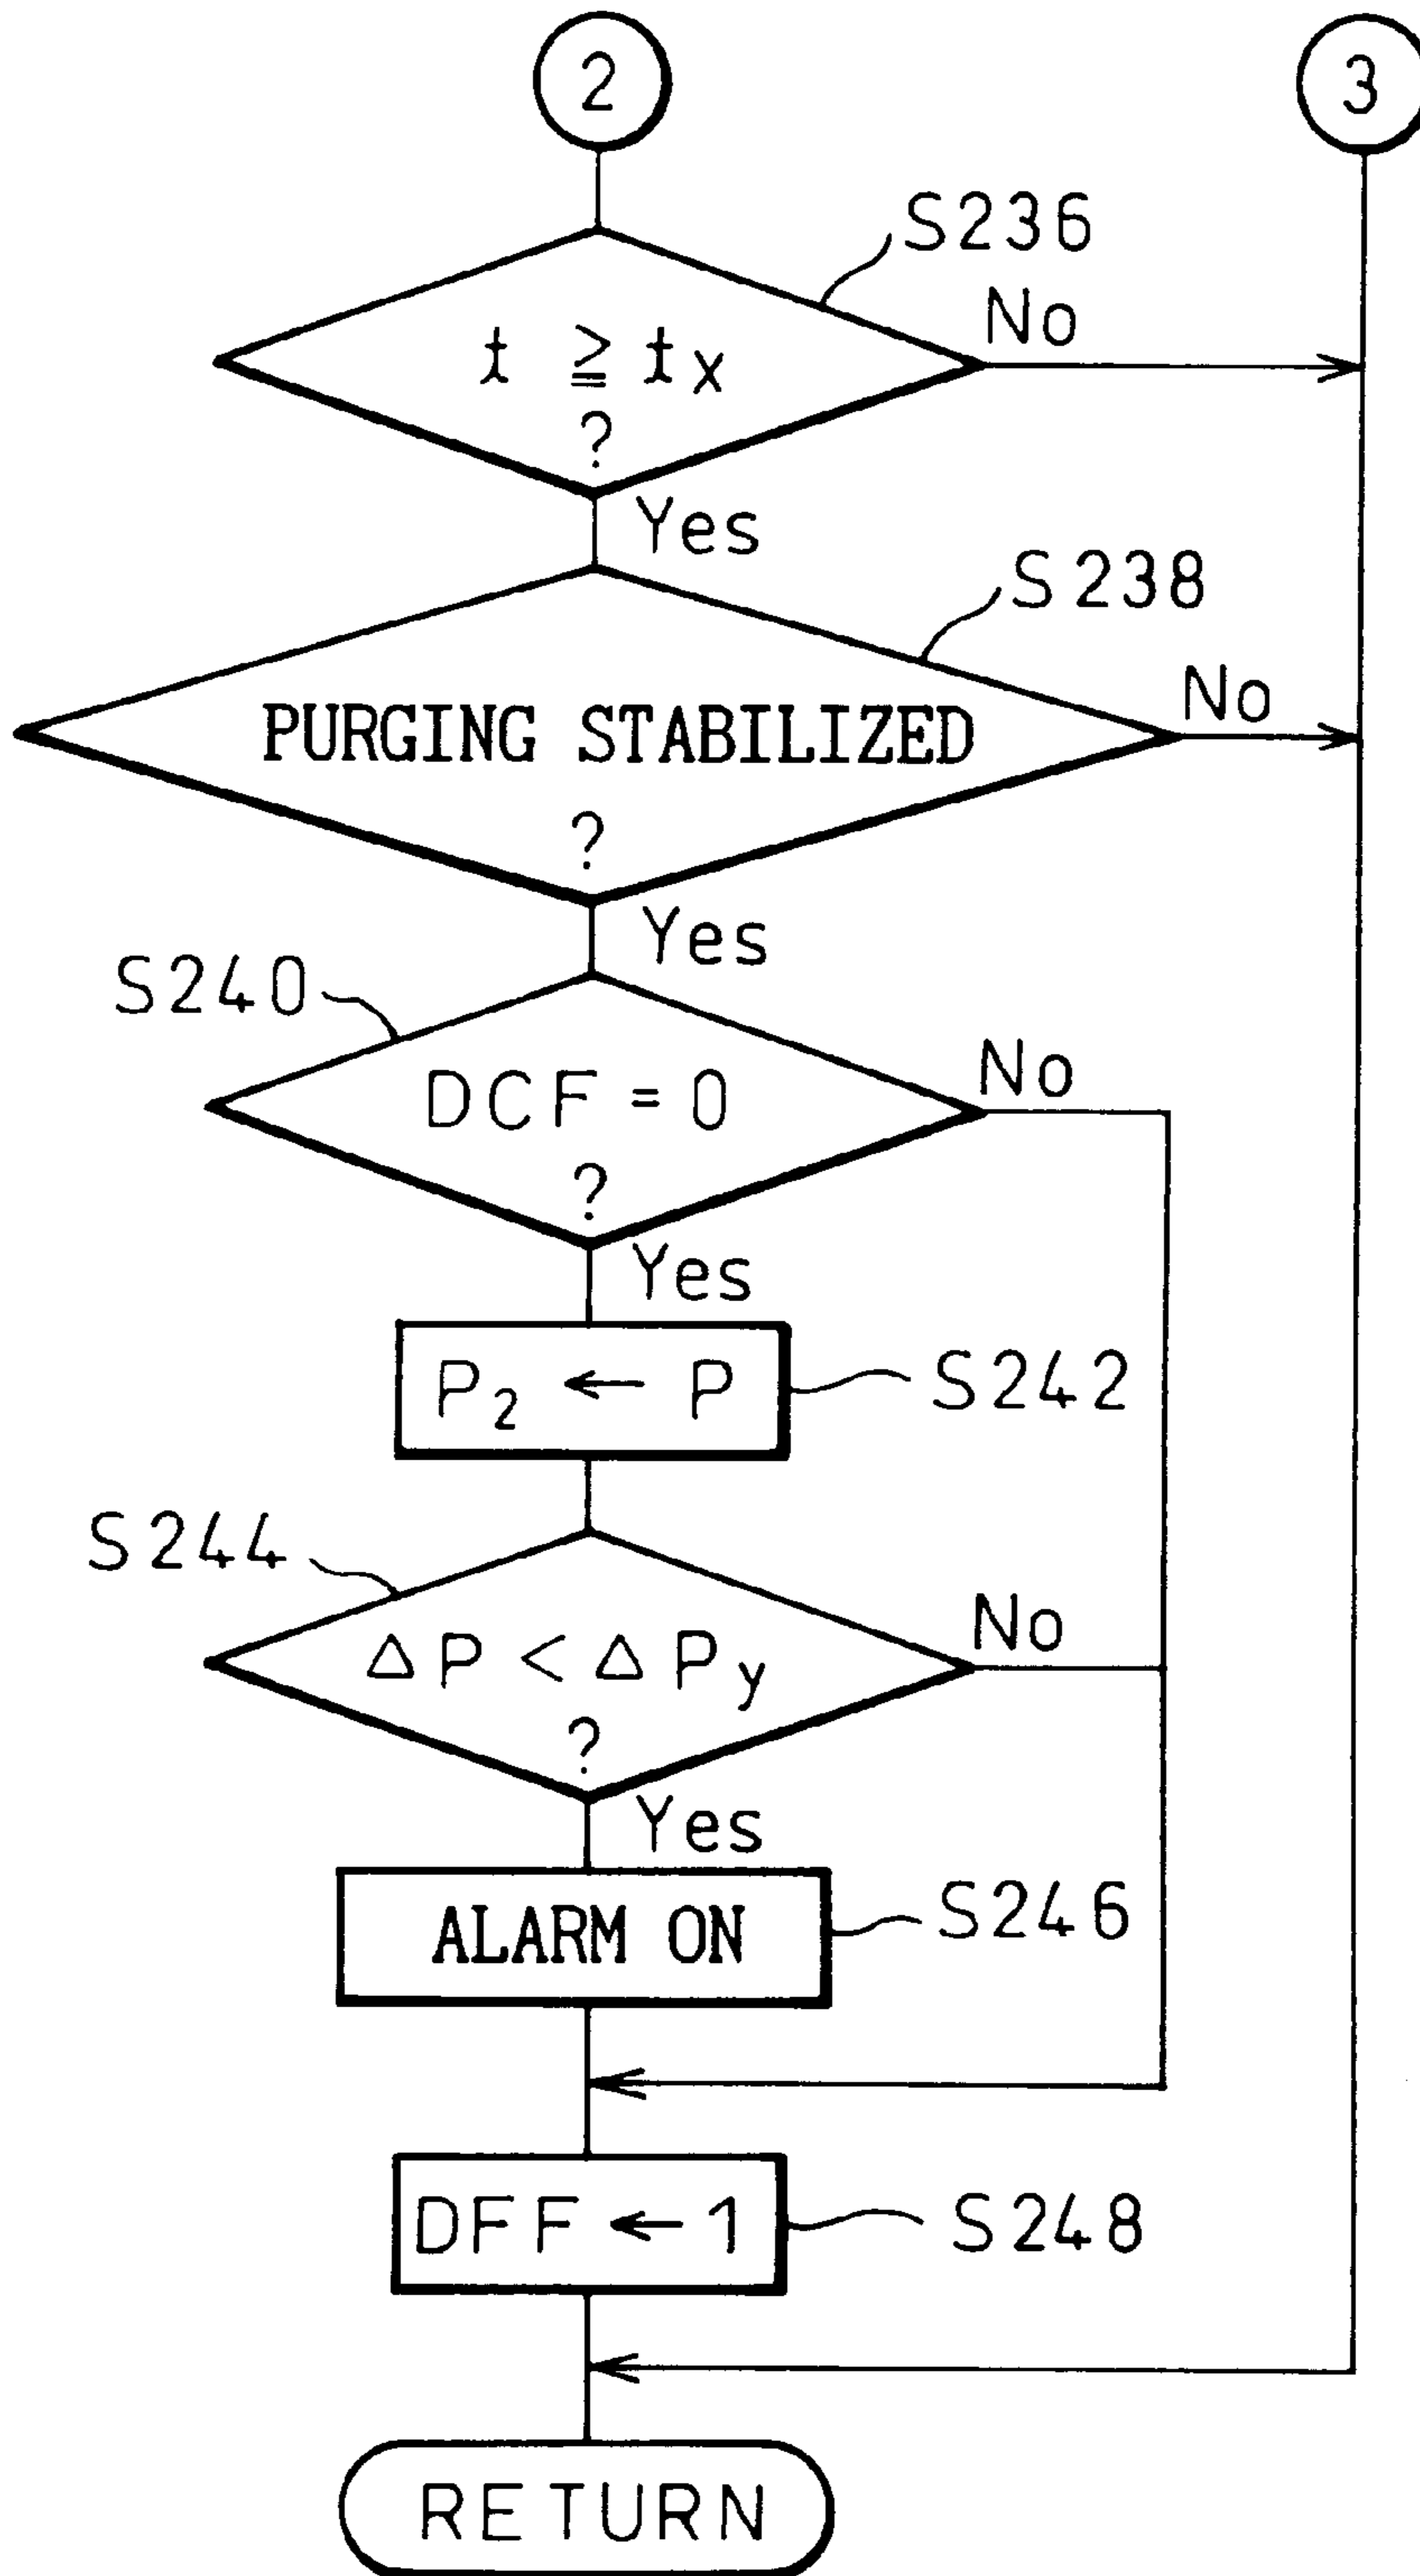 2
3
S236
t ≧ tx
?
No
Yes
S238
PURGING STABILIZED
?
No
Yes
S240
DCF = 0
?
No
Yes
P2 ← P
S242
S244
ΔP < ΔPy
?
No
Yes
ALARM ON
S246
DFF ← 1
S248
RETURN